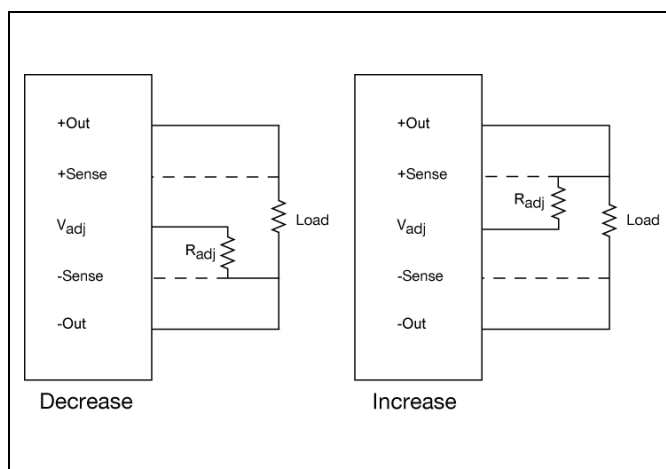 +Out
+Sense
Vadj
-Sense
-Out
Radj
Load
Decrease
+Out
+Sense
Vadj
-Sense
-Out
Radj
Load
Increase